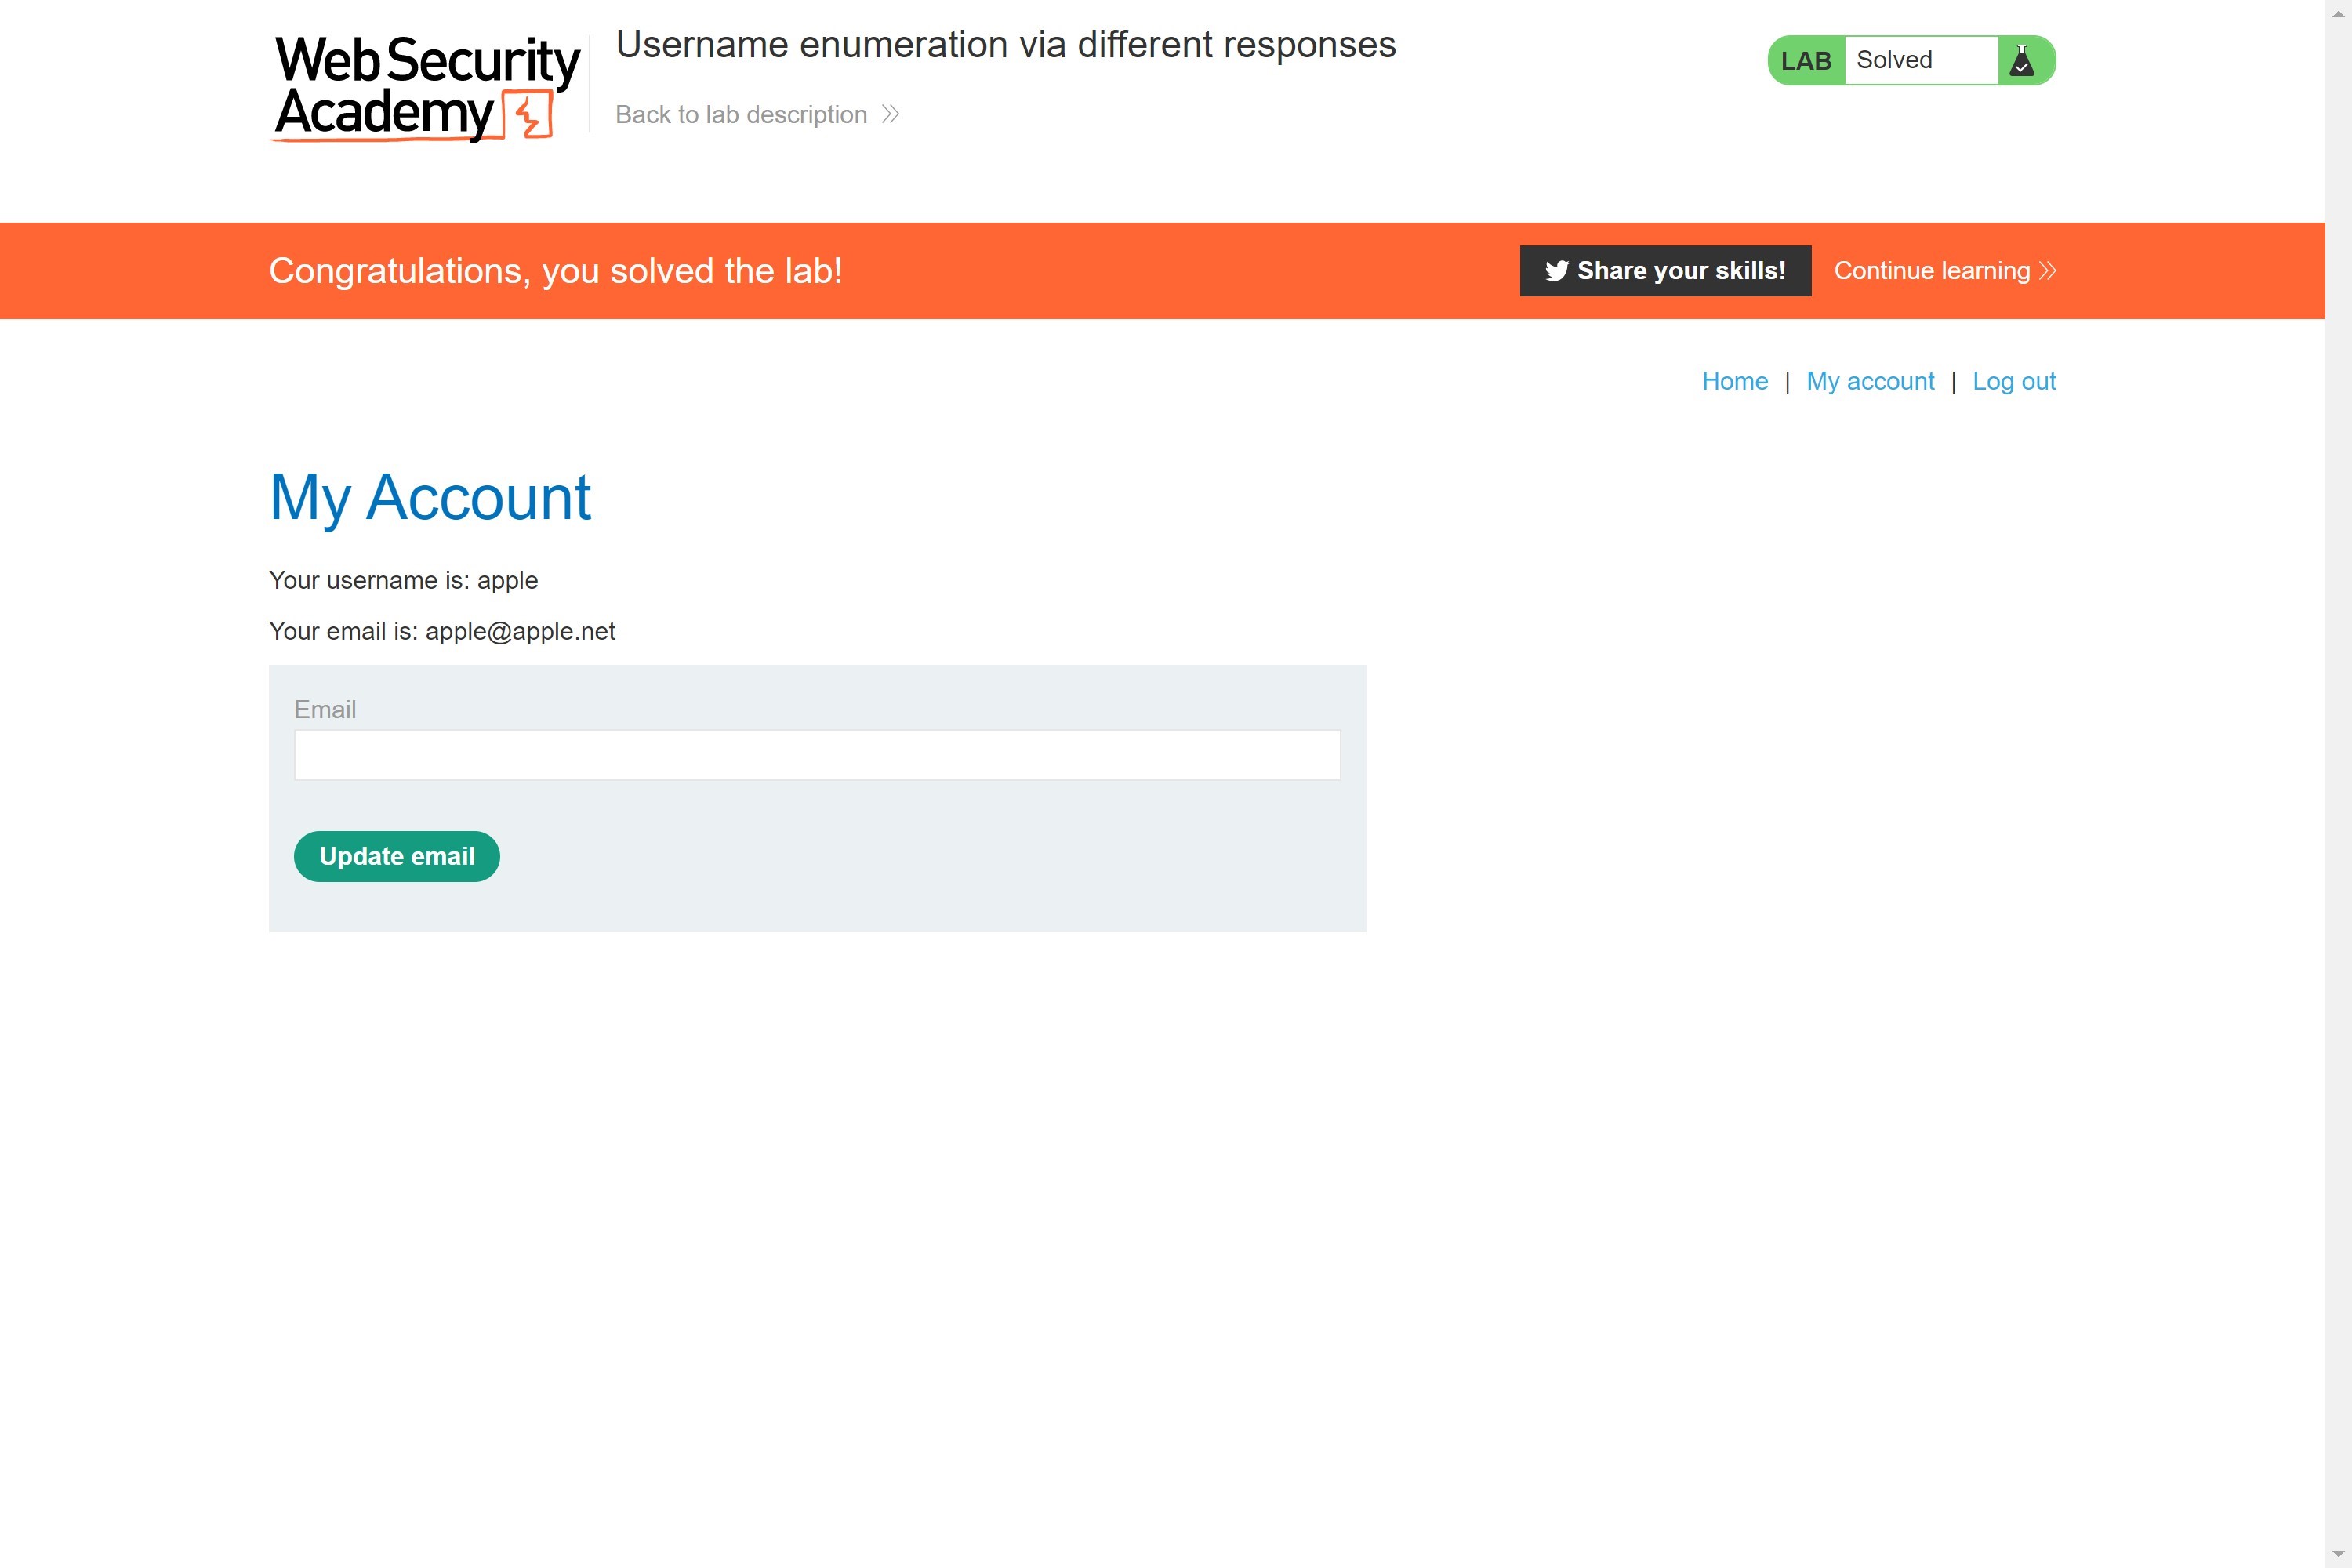 Web Security
Academy
Username enumeration via different responses
Back to lab description
LAB Solved
Congratulations, you solved the lab!
Share your skills! Continue learning
Home | My account | Log out
My Account
Your username is: apple
Your email is: apple@apple.net
Email
Update email